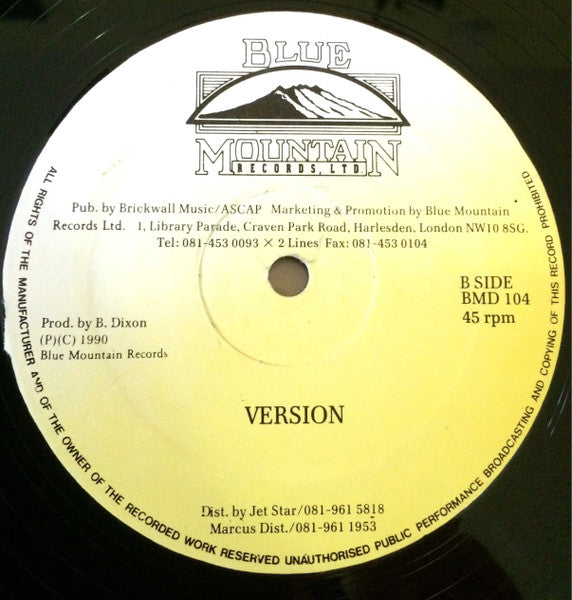 BLUE
MOUNTAIN
RECORDS, LTD.
Pub. by Brickwall Music/ASCAP Marketing & Promotion by Blue Mountain
Records Ltd. 1, Library Parade, Craven Park Road, Harlesden, London NW10 8SG.
Tel: 081-453 0093 × 2 Lines Fax: 081-453 0104
B SIDE
BMD 104
45 rpm
Prod. by B. Dixon
(P)(C) 1990
Blue Mountain Records
VERSION
Dist. by Jet Star/081-961 5818
Marcus Dist./081-961 1953
ALL RIGHTS OF THE MANUFACTURER AND OF THE OWNER OF THE RECORDED WORK RESERVED UNAUTHORISED PUBLIC PERFORMANCE BROADCASTING AND COPYING OF THIS RECORD PROHIBITED